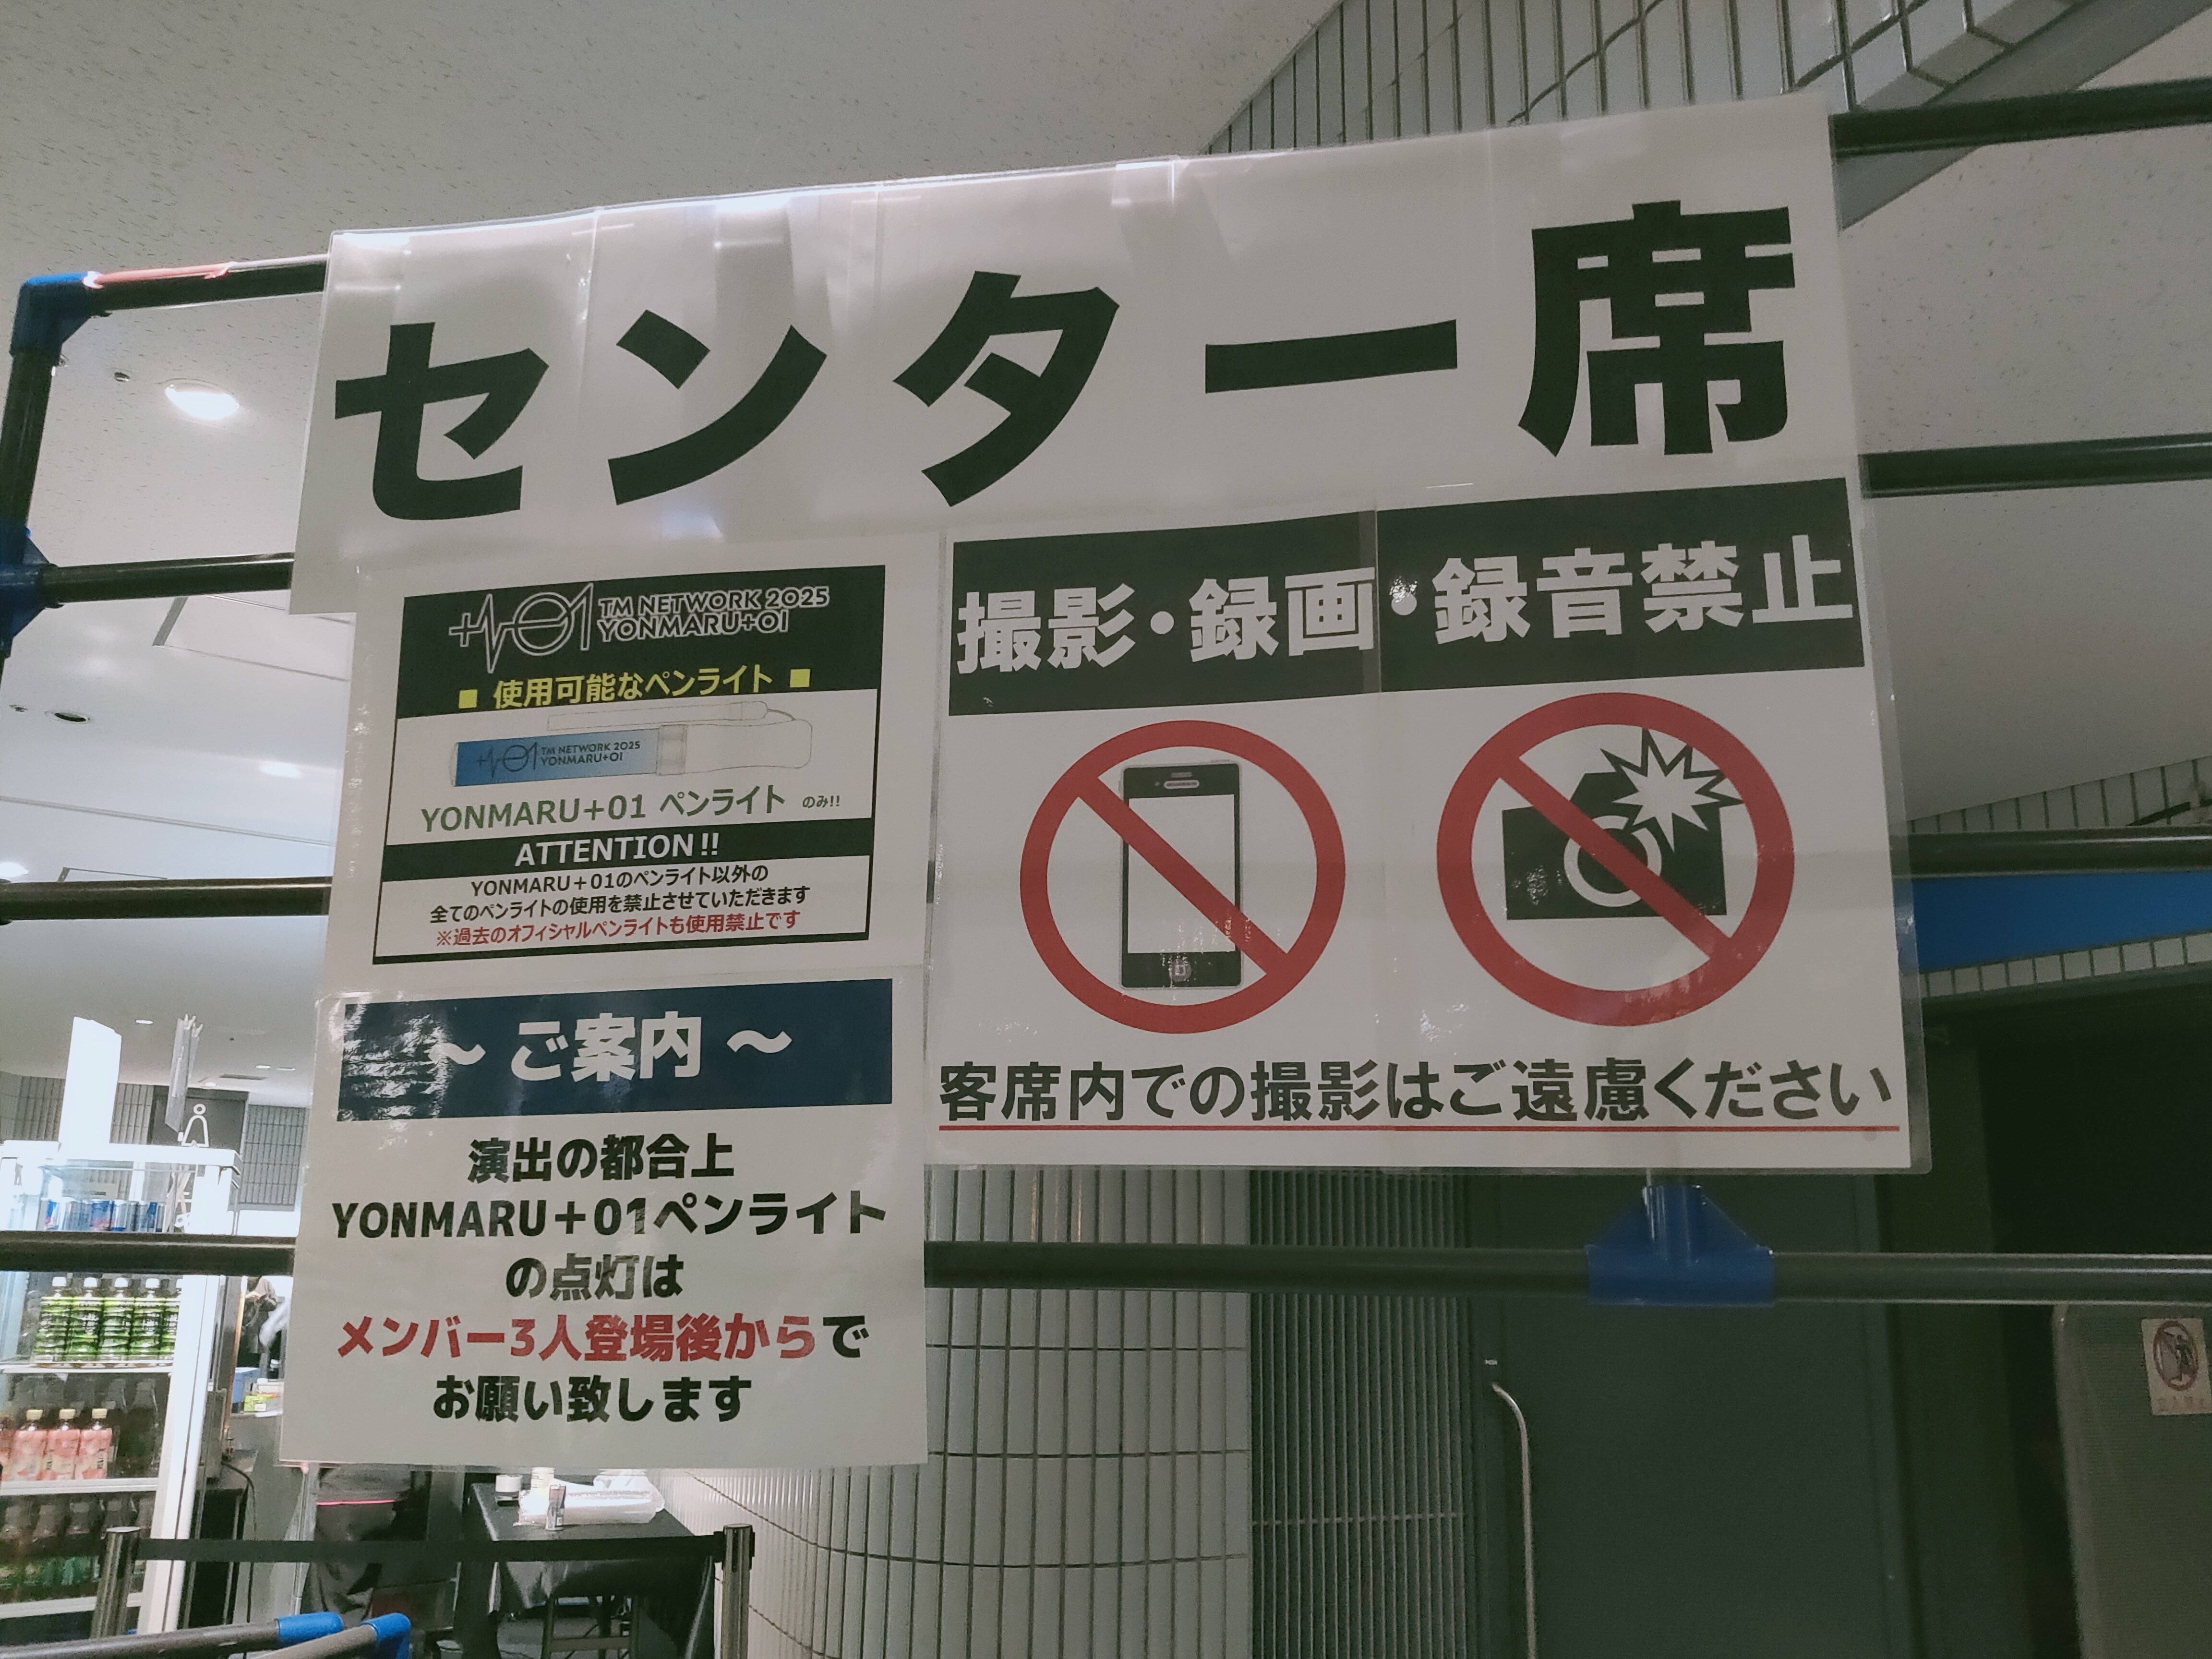 センター席
TM NETWORK 2025
YONMARU+01
■ 使用可能なペンライト ■
TM NETWORK 2025
YONMARU+01
YONMARU+01 ペンライト のみ!!
ATTENTION!!
YONMARU+01のペンライト以外の
全てのペンライトの使用を禁止させていただきます
※過去のオフィシャルペンライトも使用禁止です
～ ご案内 ～
演出の都合上
YONMARU+01ペンライト
の点灯は
メンバー3人登場後からで
お願い致します
撮影・録画・録音禁止
客席内での撮影はご遠慮ください